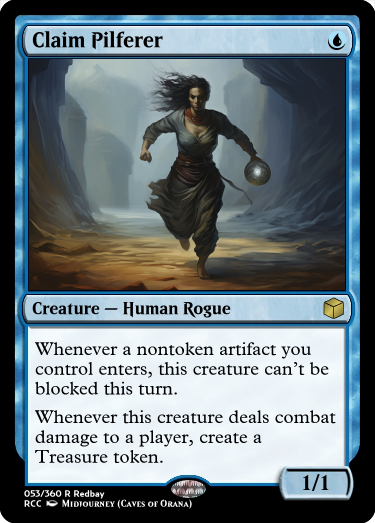 Claim Pilferer
Creature — Human Rogue
Whenever a nontoken artifact you
control enters, this creature can't be
blocked this turn.
Whenever this creature deals combat
damage to a player, create a
Treasure token.
1/1
053/360 R Redbay
RCC Midjourney (Caves of Orana)